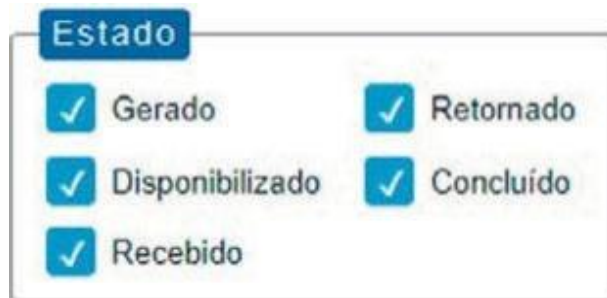 Estado
Gerado
Retornado
Disponibilizado
Concluído
Recebido